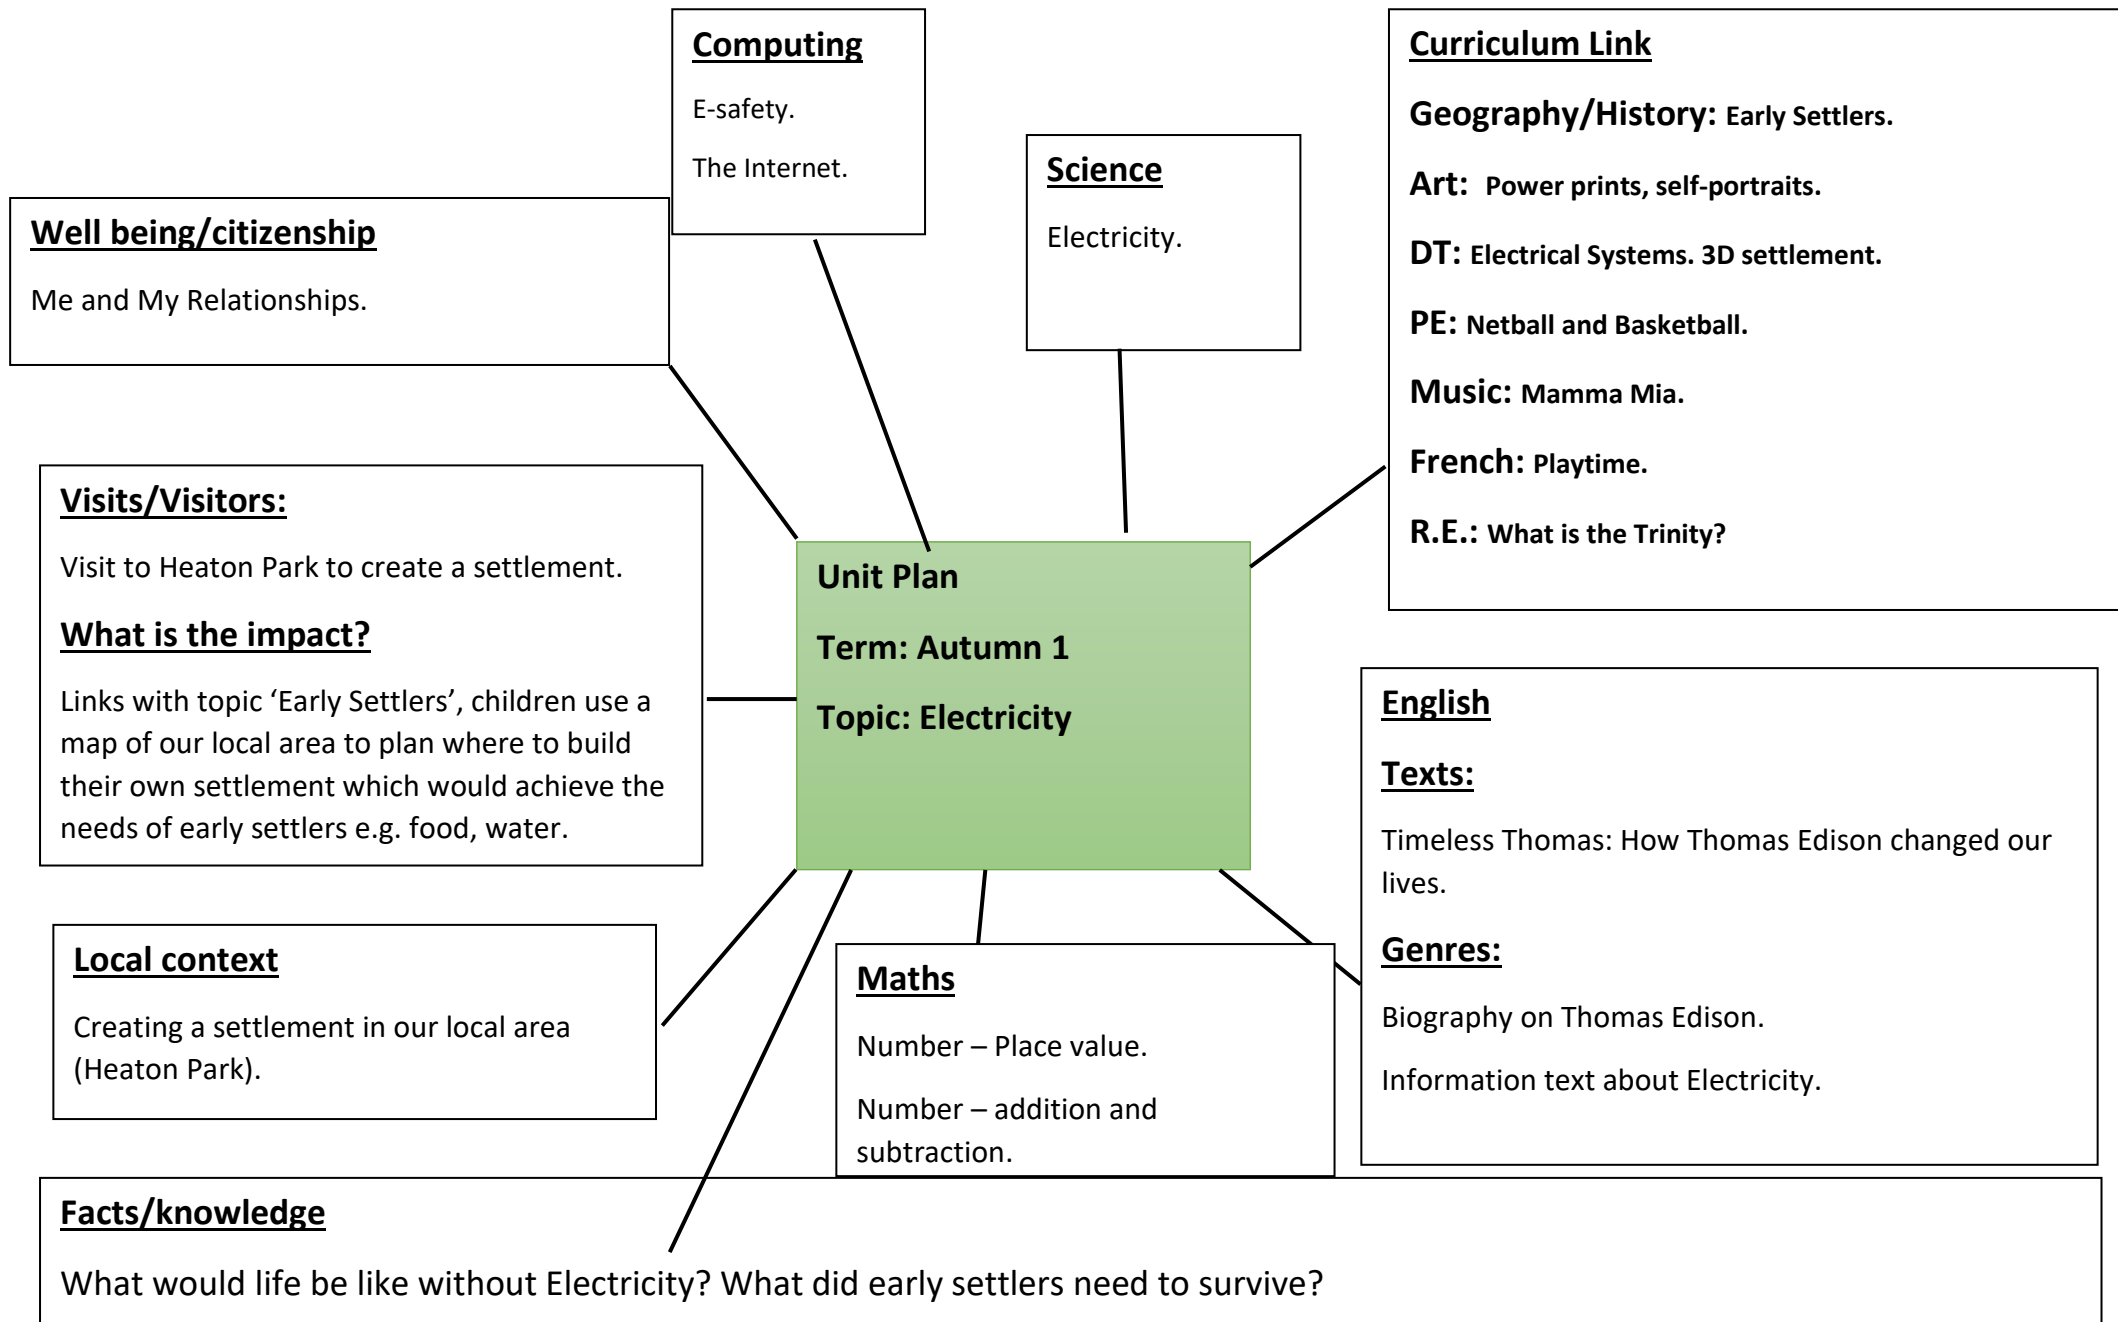 Computing
E-safety.
The Internet.
Science
Electricity.
Curriculum Link
Geography/History: Early Settlers.
Art:  Power prints, self-portraits.
DT: Electrical Systems. 3D settlement.
PE: Netball and Basketball.
Music: Mamma Mia.
French: Playtime.
R.E.: What is the Trinity?
Well being/citizenship
Me and My Relationships.
Visits/Visitors:
Visit to Heaton Park to create a settlement.
What is the impact?
Links with topic ‘Early Settlers’, children use a
map of our local area to plan where to build
their own settlement which would achieve the
needs of early settlers e.g. food, water.
Unit Plan
Term: Autumn 1
Topic: Electricity
English
Texts:
Timeless Thomas: How Thomas Edison changed our
lives.
Genres:
Biography on Thomas Edison.
Information text about Electricity.
Local context
Creating a settlement in our local area
(Heaton Park).
Maths
Number – Place value.
Number – addition and
subtraction.
Facts/knowledge
What would life be like without Electricity? What did early settlers need to survive?